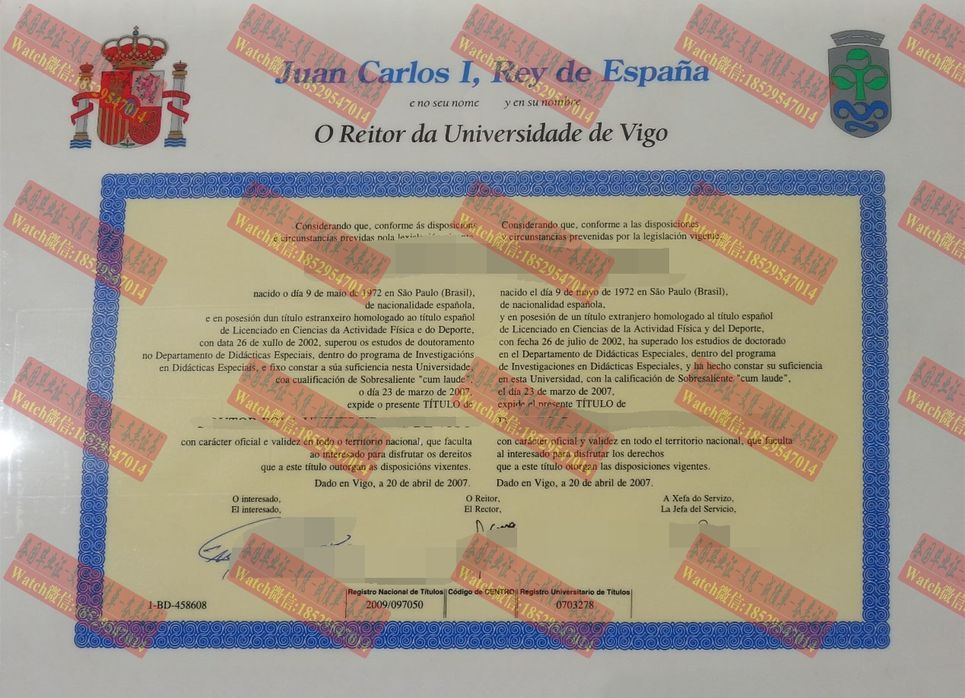 Juan Carlos I, Rey de España
e no seu nome y en su nombre
O Reitor da Universidade de Vigo
Considerando que, conforme ás disposicións
e circunstancias previdas pola lexislación vixente
nacido o día 9 de maio de 1972 en São Paulo (Brasil),
de nacionalidade española,
e en posesión dun título estranxeiro homologado ao título español
de Licenciado en Ciencias da Actividade Física e do Deporte,
con data 26 de xullo de 2002, superou os estudos de doutoramento
no Departamento de Didácticas Especiais, dentro do programa de Investigacións
en Didácticas Especiais, e fixo constar a súa suficiencia nesta Universidade,
coa cualificación de Sobresaliente "cum laude",
o día 23 de marzo de 2007,
expide o presente TÍTULO de
con carácter oficial e validez en todo o territorio nacional, que faculta
ao interesado para disfrutar os dereitos
que a este título outorgan as disposicións vixentes.
Dado en Vigo, a 20 de abril de 2007.
Considerando que, conforme a las disposiciones
y circunstancias prevenidas por la legislación vigente,
nacido el día 9 de mayo de 1972 en São Paulo (Brasil),
de nacionalidad española,
y en posesión de un título extranjero homologado al título español
de Licenciado en Ciencias de la Actividad Física y del Deporte,
con fecha 26 de julio de 2002, ha superado los estudios de doctorado
en el Departamento de Didácticas Especiales, dentro del programa
de Investigaciones en Didácticas Especiales, y ha hecho constar su suficiencia
en esta Universidad, con la calificación de Sobresaliente "cum laude",
el día 23 de marzo de 2007,
expide el presente TÍTULO de
con carácter oficial y validez en todo el territorio nacional, que faculta
al interesado para disfrutar los derechos
que a este título otorgan las disposiciones vigentes.
Dado en Vigo, a 20 de abril de 2007.
O interesado,
El interesado,
O Reitor,
El Rector,
A Xefa do Servizo,
La Jefa del Servicio,
1-BD-458608
Registro Nacional de Títulos Código de CENTRO Registro Universitario de Títulos
2009/097050 0703278
Watch微信:18529547014